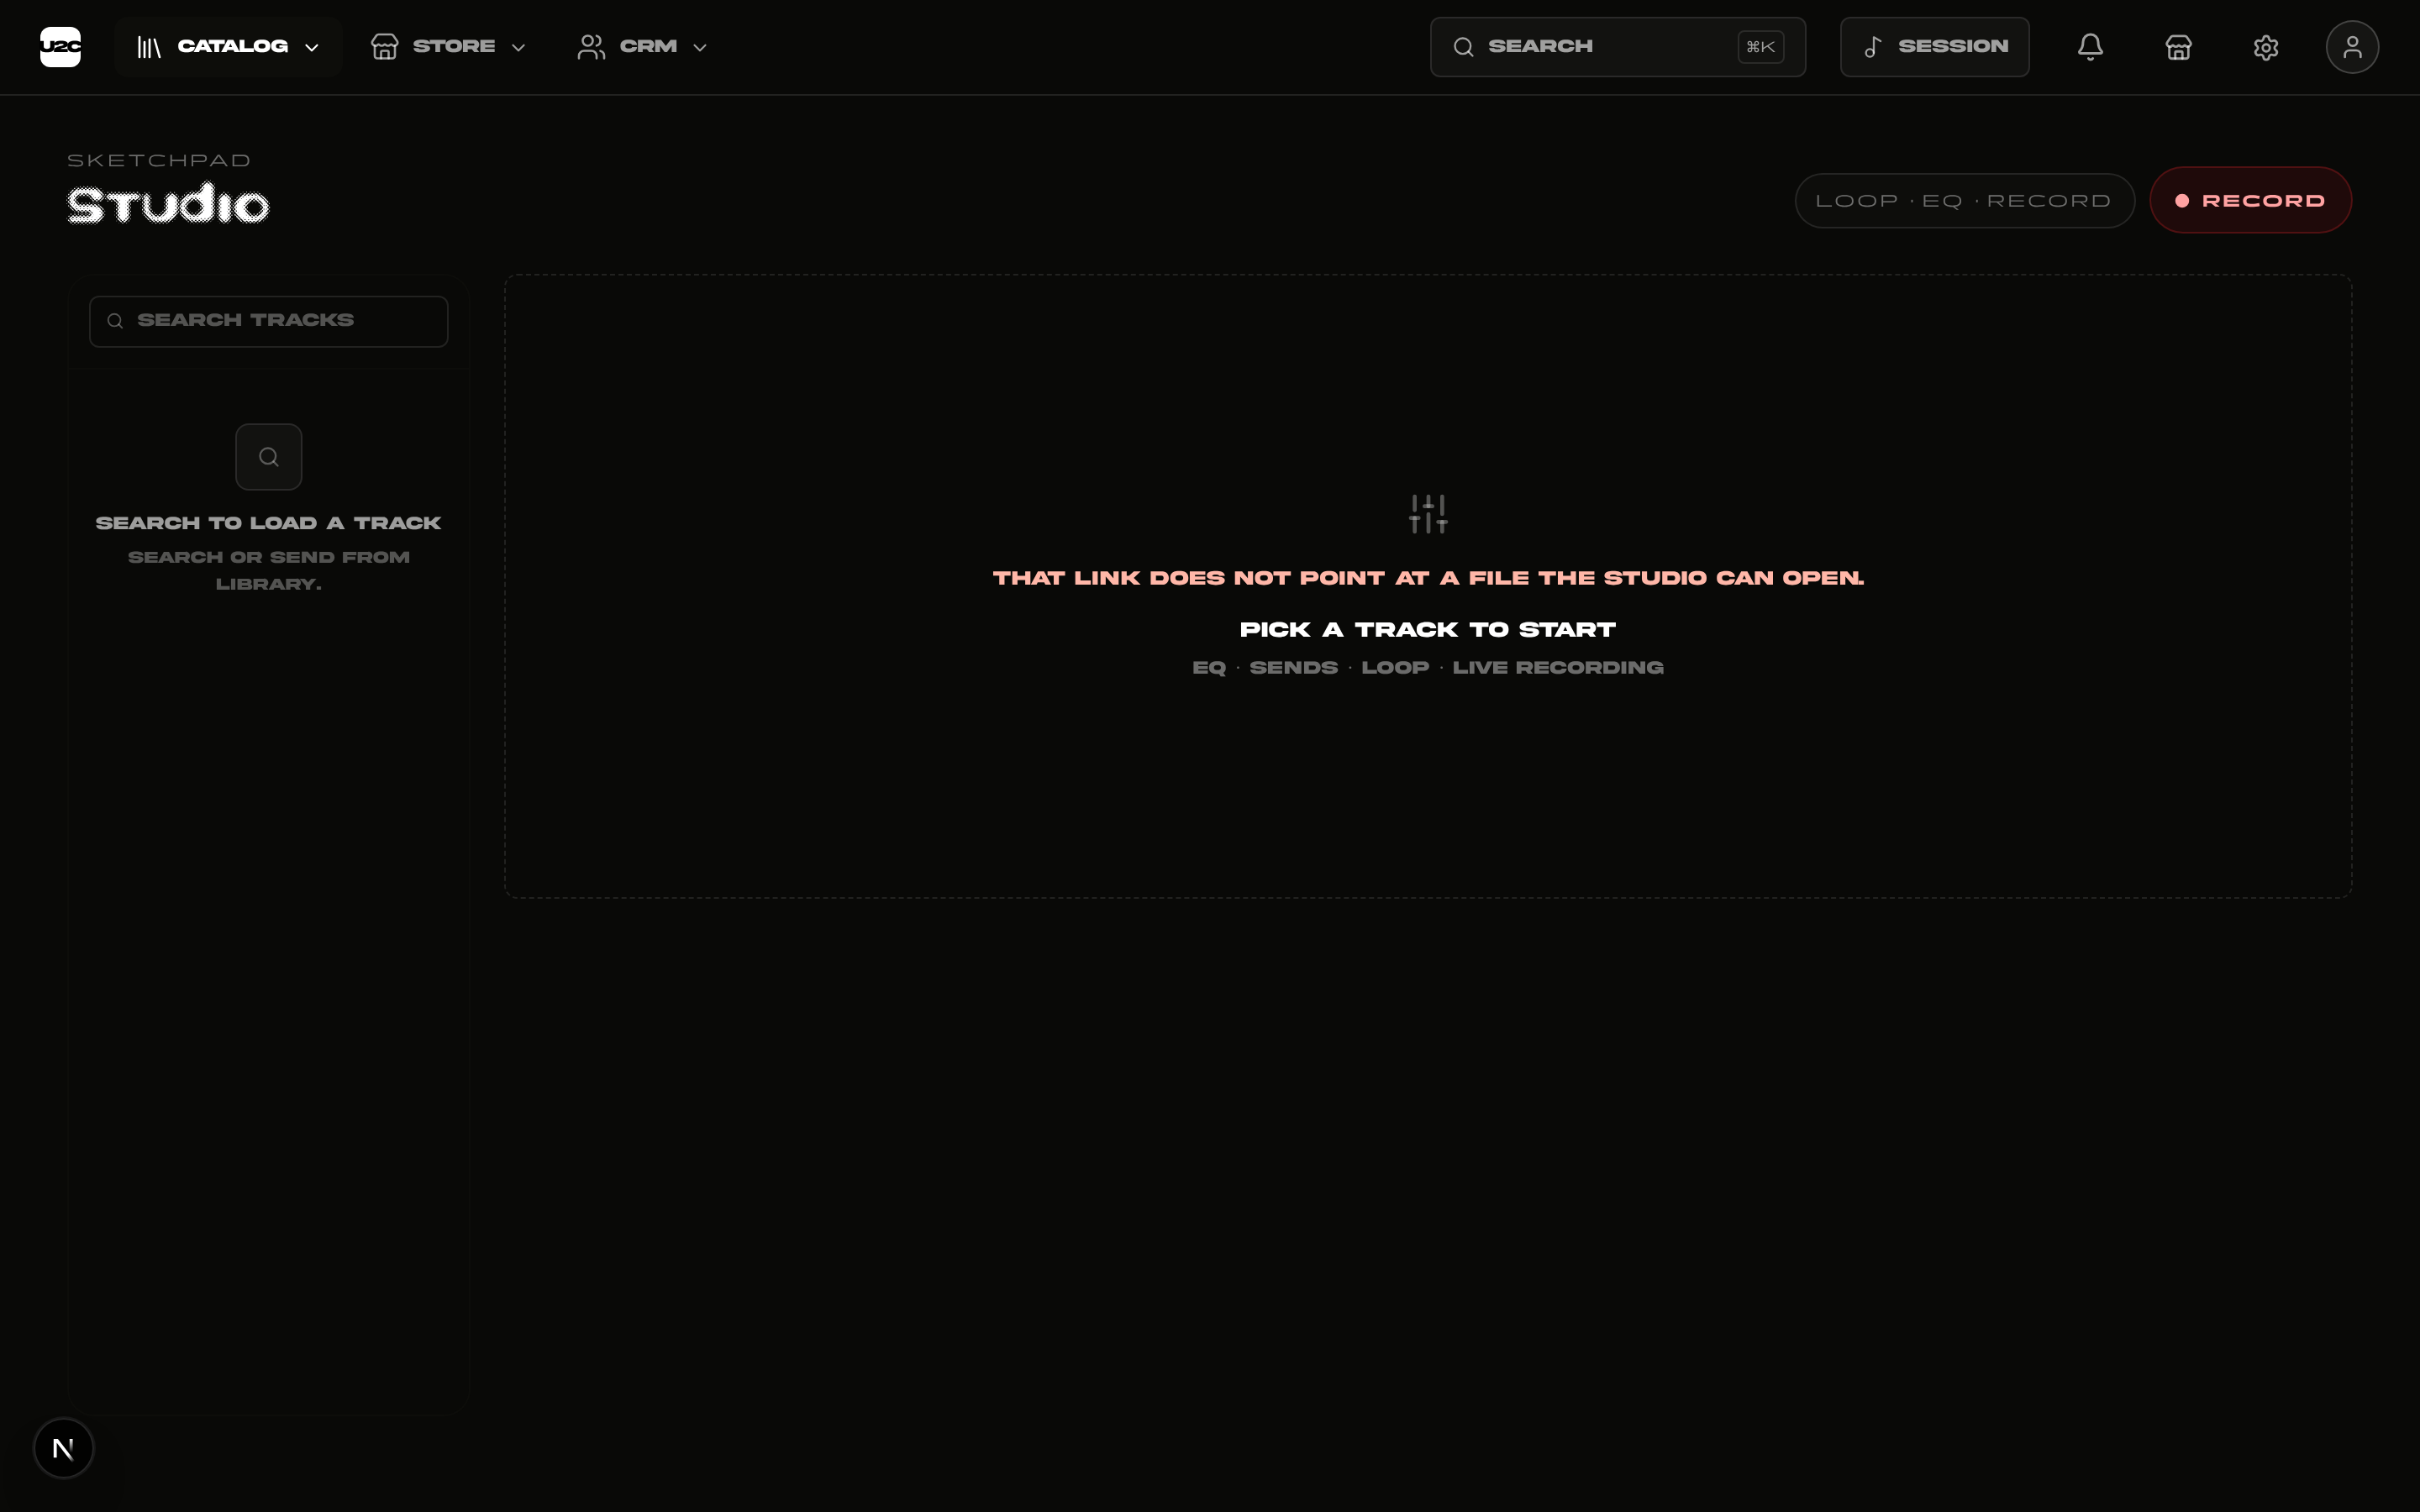 U2C
CATALOG
STORE
CRM
SEARCH
⌘K
SESSION
SKETCHPAD
Studio
LOOP · EQ · RECORD
RECORD
SEARCH TRACKS
SEARCH TO LOAD A TRACK
SEARCH OR SEND FROM
LIBRARY.
THAT LINK DOES NOT POINT AT A FILE THE STUDIO CAN OPEN.
PICK A TRACK TO START
EQ · SENDS · LOOP · LIVE RECORDING
N